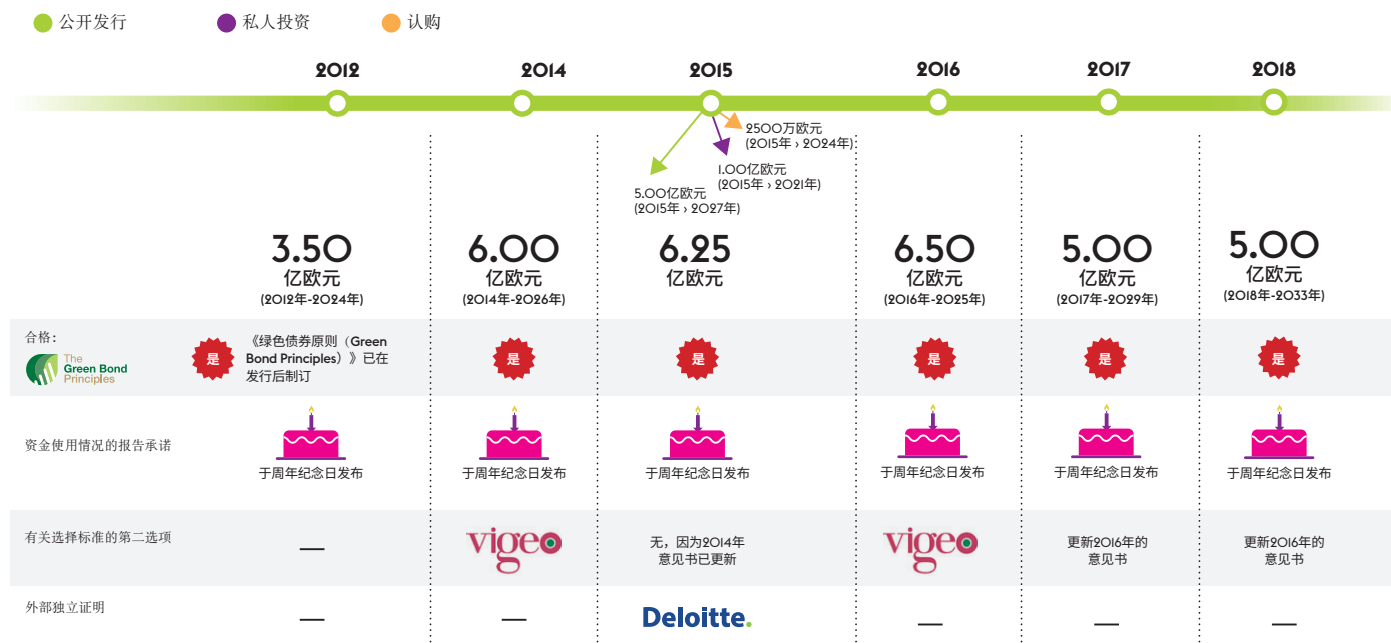 公开发行
私人投资
认购
2012
2014
2015
2016
2017
2018
2500万欧元
(2015年 › 2024年)
1.00亿欧元
(2015年 › 2021年)
5.00亿欧元
(2015年 › 2027年)
3.50
亿欧元
(2012年-2024年)
6.00
亿欧元
(2014年-2026年)
6.25
亿欧元
6.50
亿欧元
(2016年-2025年)
5.00
亿欧元
(2017年-2029年)
5.00
亿欧元
(2018年-2033年)
合格：
The
Green Bond
Principles
是
《绿色债券原则（Green
Bond Principles）》已在
发行后制订
是
是
是
是
是
资金使用情况的报告承诺
于周年纪念日发布
于周年纪念日发布
于周年纪念日发布
于周年纪念日发布
于周年纪念日发布
于周年纪念日发布
有关选择标准的第二选项
—
vigeo
无，因为2014年
意见书已更新
vigeo
更新2016年的
意见书
更新2016年的
意见书
外部独立证明
—
—
Deloitte.
—
—
—